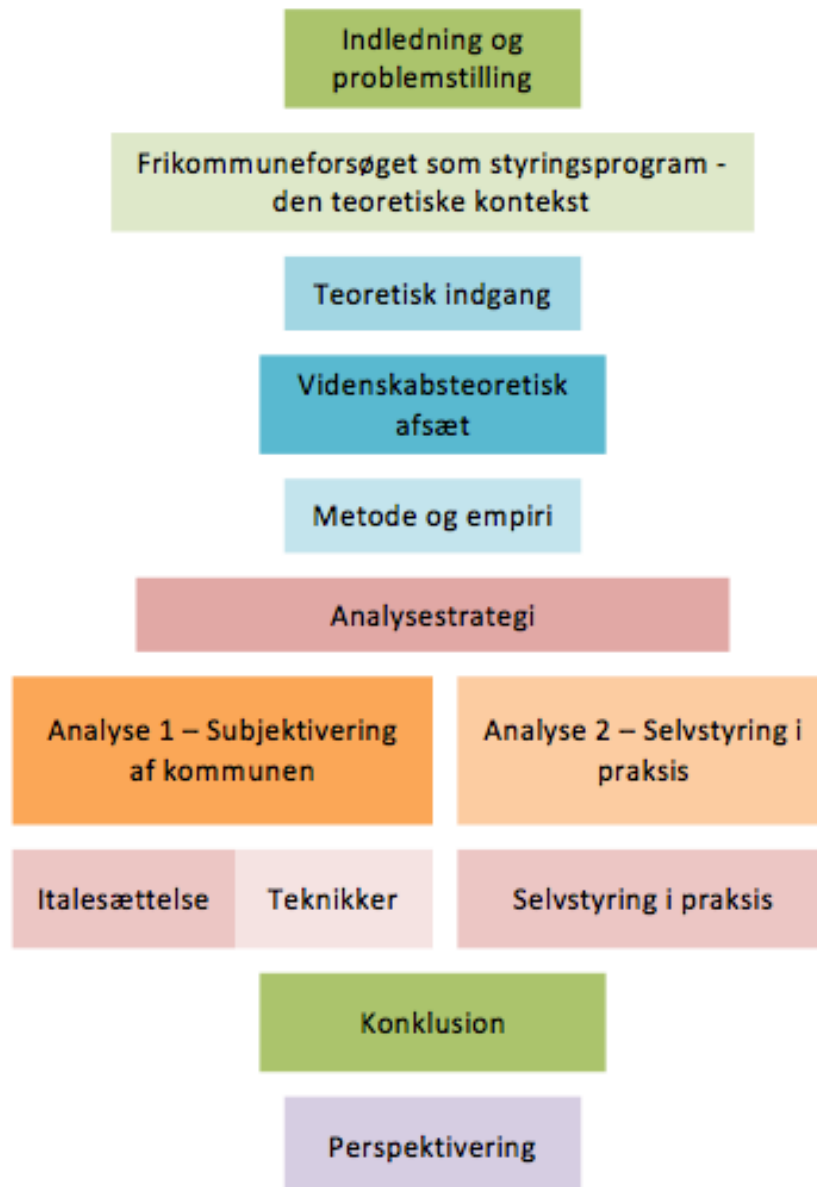 Indledning og
problemstilling
Frikommuneforsøget som styringsprogram -
den teoretiske kontekst
Teoretisk indgang
Videnskabsteoretisk
afsæt
Metode og empiri
Analysestrategi
Analyse 1 – Subjektivering
af kommunen
Analyse 2 – Selvstyring i
praksis
Italesættelse
Teknikker
Selvstyring i praksis
Konklusion
Perspektivering